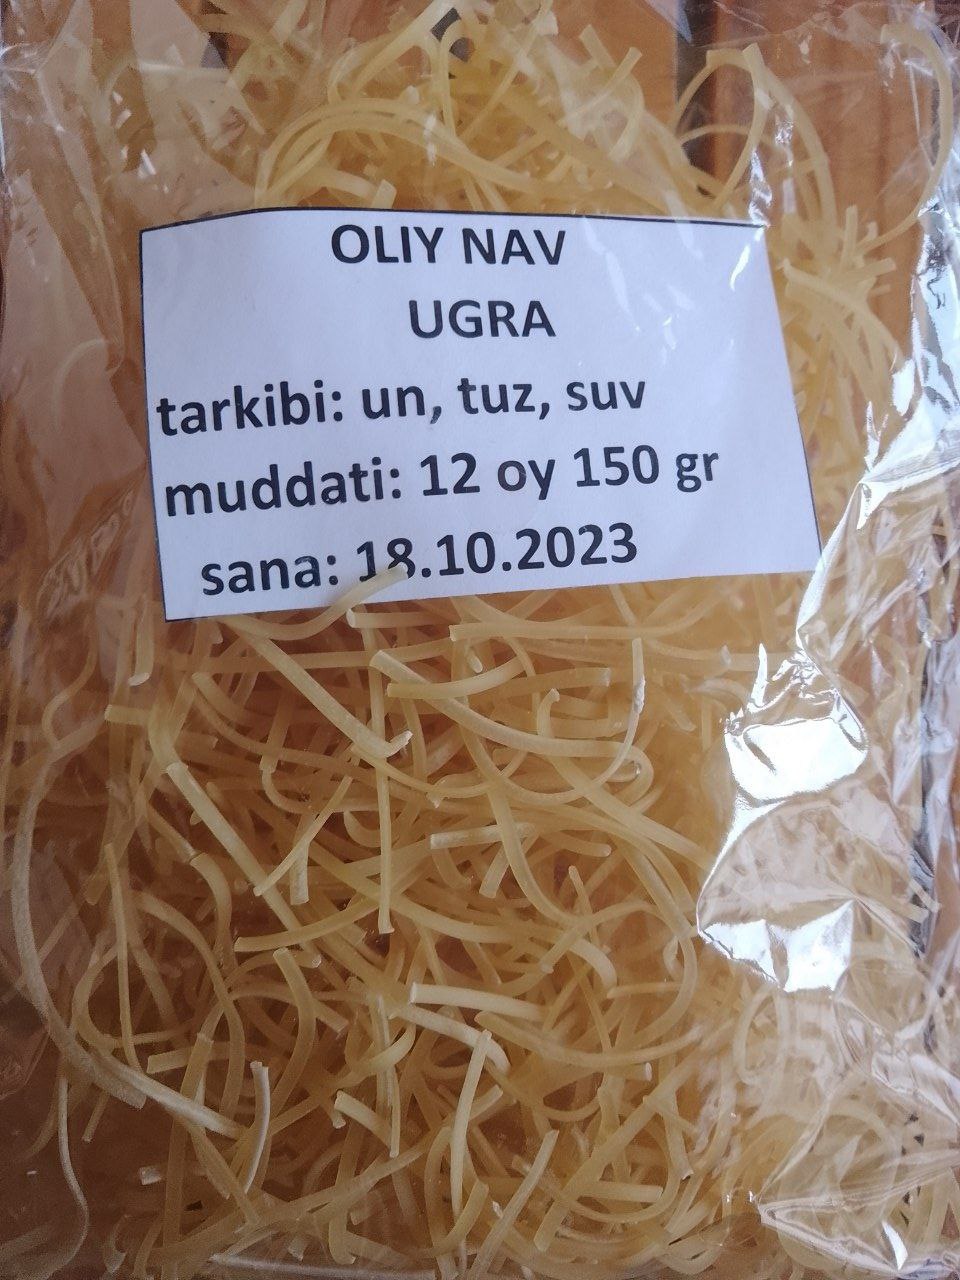 OLIY NAV
UGRA
tarkibi: un, tuz, suv
muddati: 12 oy 150 gr
sana: 18.10.2023